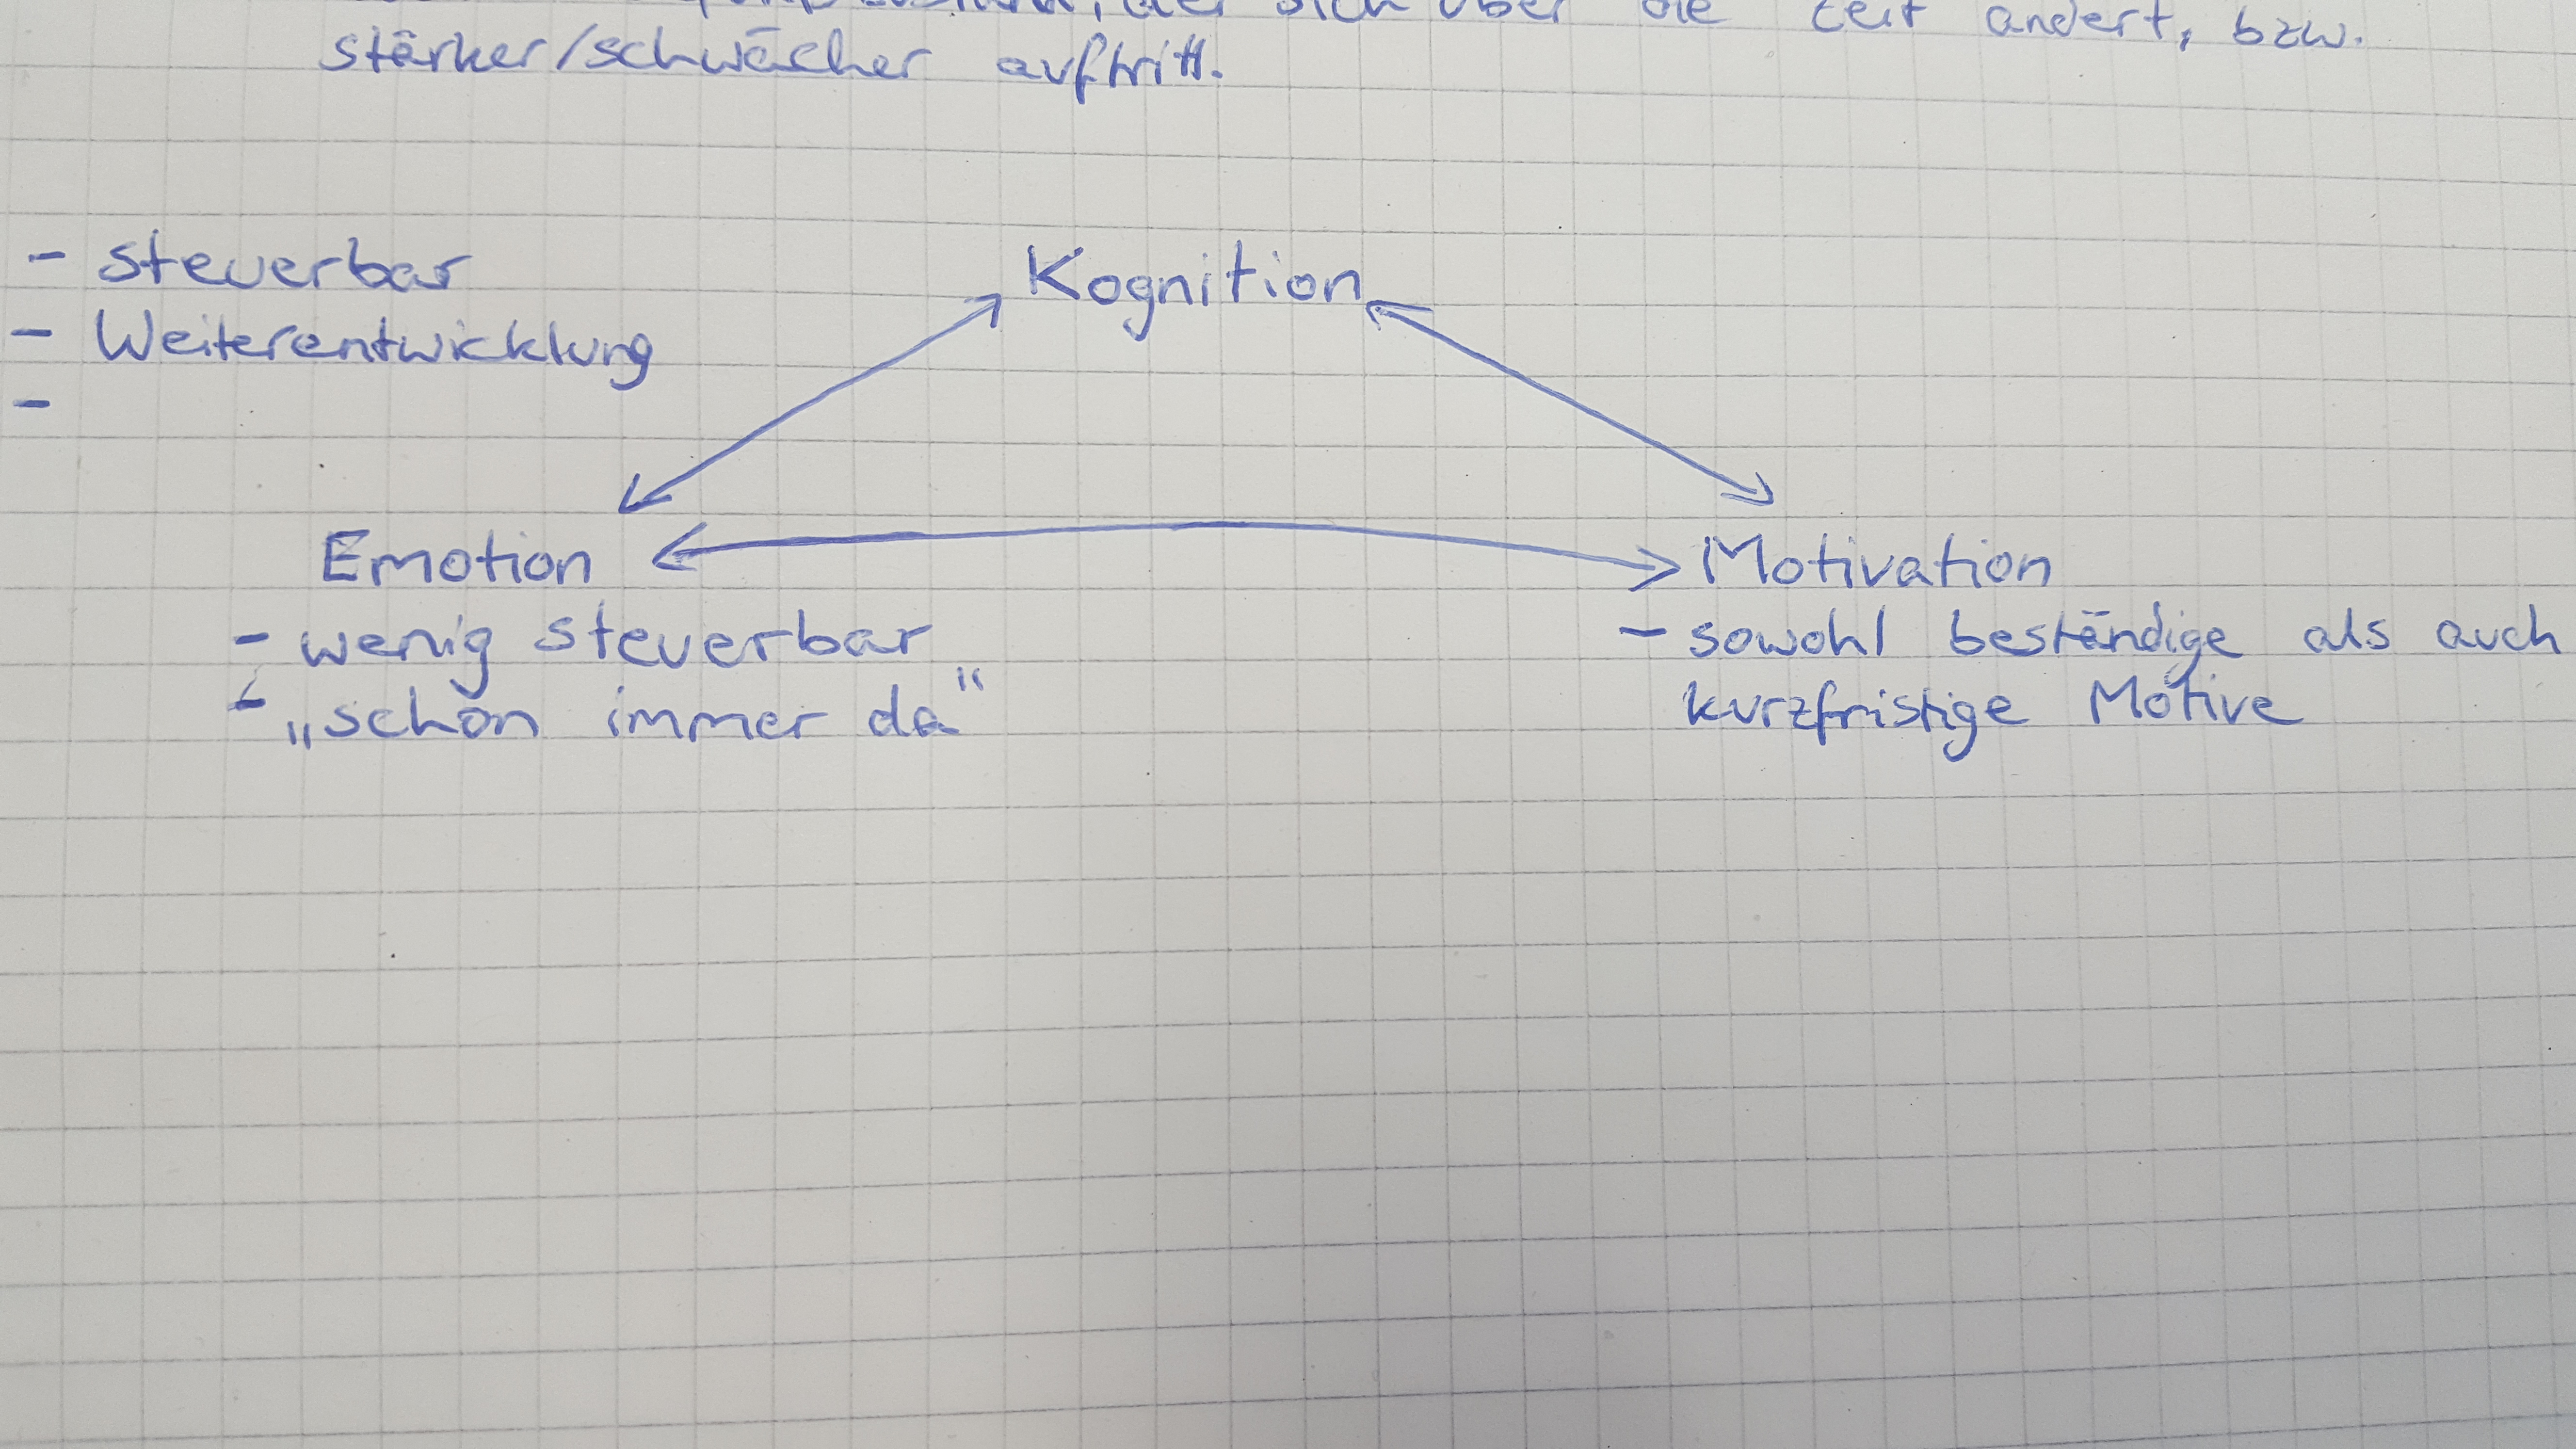 sich über die Zeit ändert, bzw.
stärker/schwächer auftritt.
- steuerbar
- Weiterentwicklung
-
Kognition
Emotion
Motivation
- wenig steuerbar
- „schon immer da“
- sowohl beständige als auch
kurzfristige Motive